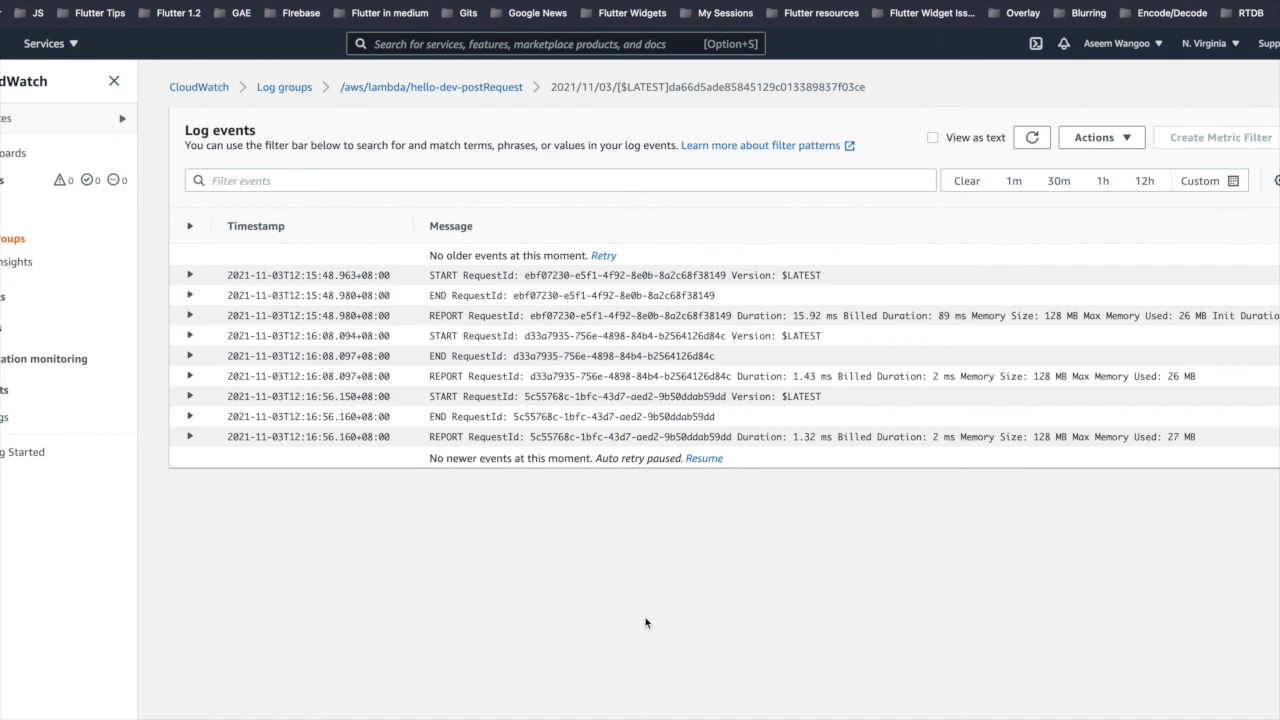 JS Flutter Tips Flutter 1.2 GAE Firebase Flutter in medium Gits Google News Flutter Widgets My Sessions Flutter resources Flutter Widget Iss... Overlay Blurring Encode/Decode RTDB
Services ▼ Search for services, features, marketplace products, and docs [Option+S] Aseem Wangoo ▼ N. Virginia ▼ Supp
dWatch
CloudWatch > Log groups > /aws/lambda/hello-dev-postRequest > 2021/11/03/[$LATEST]da66d5ade85845129c013389837f03ce
es
oards
s 0 0 0
oups
nsights
s
s
cation monitoring
ts
gs
g Started
Log events
You can use the filter bar below to search for and match terms, phrases, or values in your log events. Learn more about filter patterns
View as text Actions ▼ Create Metric Filter
Filter events Clear 1m 30m 1h 12h Custom
Timestamp Message
No older events at this moment. Retry
2021-11-03T12:15:48.963+08:00 START RequestId: ebf07230-e5f1-4f92-8e0b-8a2c68f38149 Version: $LATEST
2021-11-03T12:15:48.980+08:00 END RequestId: ebf07230-e5f1-4f92-8e0b-8a2c68f38149
2021-11-03T12:15:48.980+08:00 REPORT RequestId: ebf07230-e5f1-4f92-8e0b-8a2c68f38149 Duration: 15.92 ms Billed Duration: 89 ms Memory Size: 128 MB Max Memory Used: 26 MB Init Duratio
2021-11-03T12:16:08.094+08:00 START RequestId: d33a7935-756e-4898-84b4-b2564126d84c Version: $LATEST
2021-11-03T12:16:08.097+08:00 END RequestId: d33a7935-756e-4898-84b4-b2564126d84c
2021-11-03T12:16:08.097+08:00 REPORT RequestId: d33a7935-756e-4898-84b4-b2564126d84c Duration: 1.43 ms Billed Duration: 2 ms Memory Size: 128 MB Max Memory Used: 26 MB
2021-11-03T12:16:56.150+08:00 START RequestId: 5c55768c-1bfc-43d7-aed2-9b50ddab59dd Version: $LATEST
2021-11-03T12:16:56.160+08:00 END RequestId: 5c55768c-1bfc-43d7-aed2-9b50ddab59dd
2021-11-03T12:16:56.160+08:00 REPORT RequestId: 5c55768c-1bfc-43d7-aed2-9b50ddab59dd Duration: 1.32 ms Billed Duration: 2 ms Memory Size: 128 MB Max Memory Used: 27 MB
No newer events at this moment. Auto retry paused. Resume